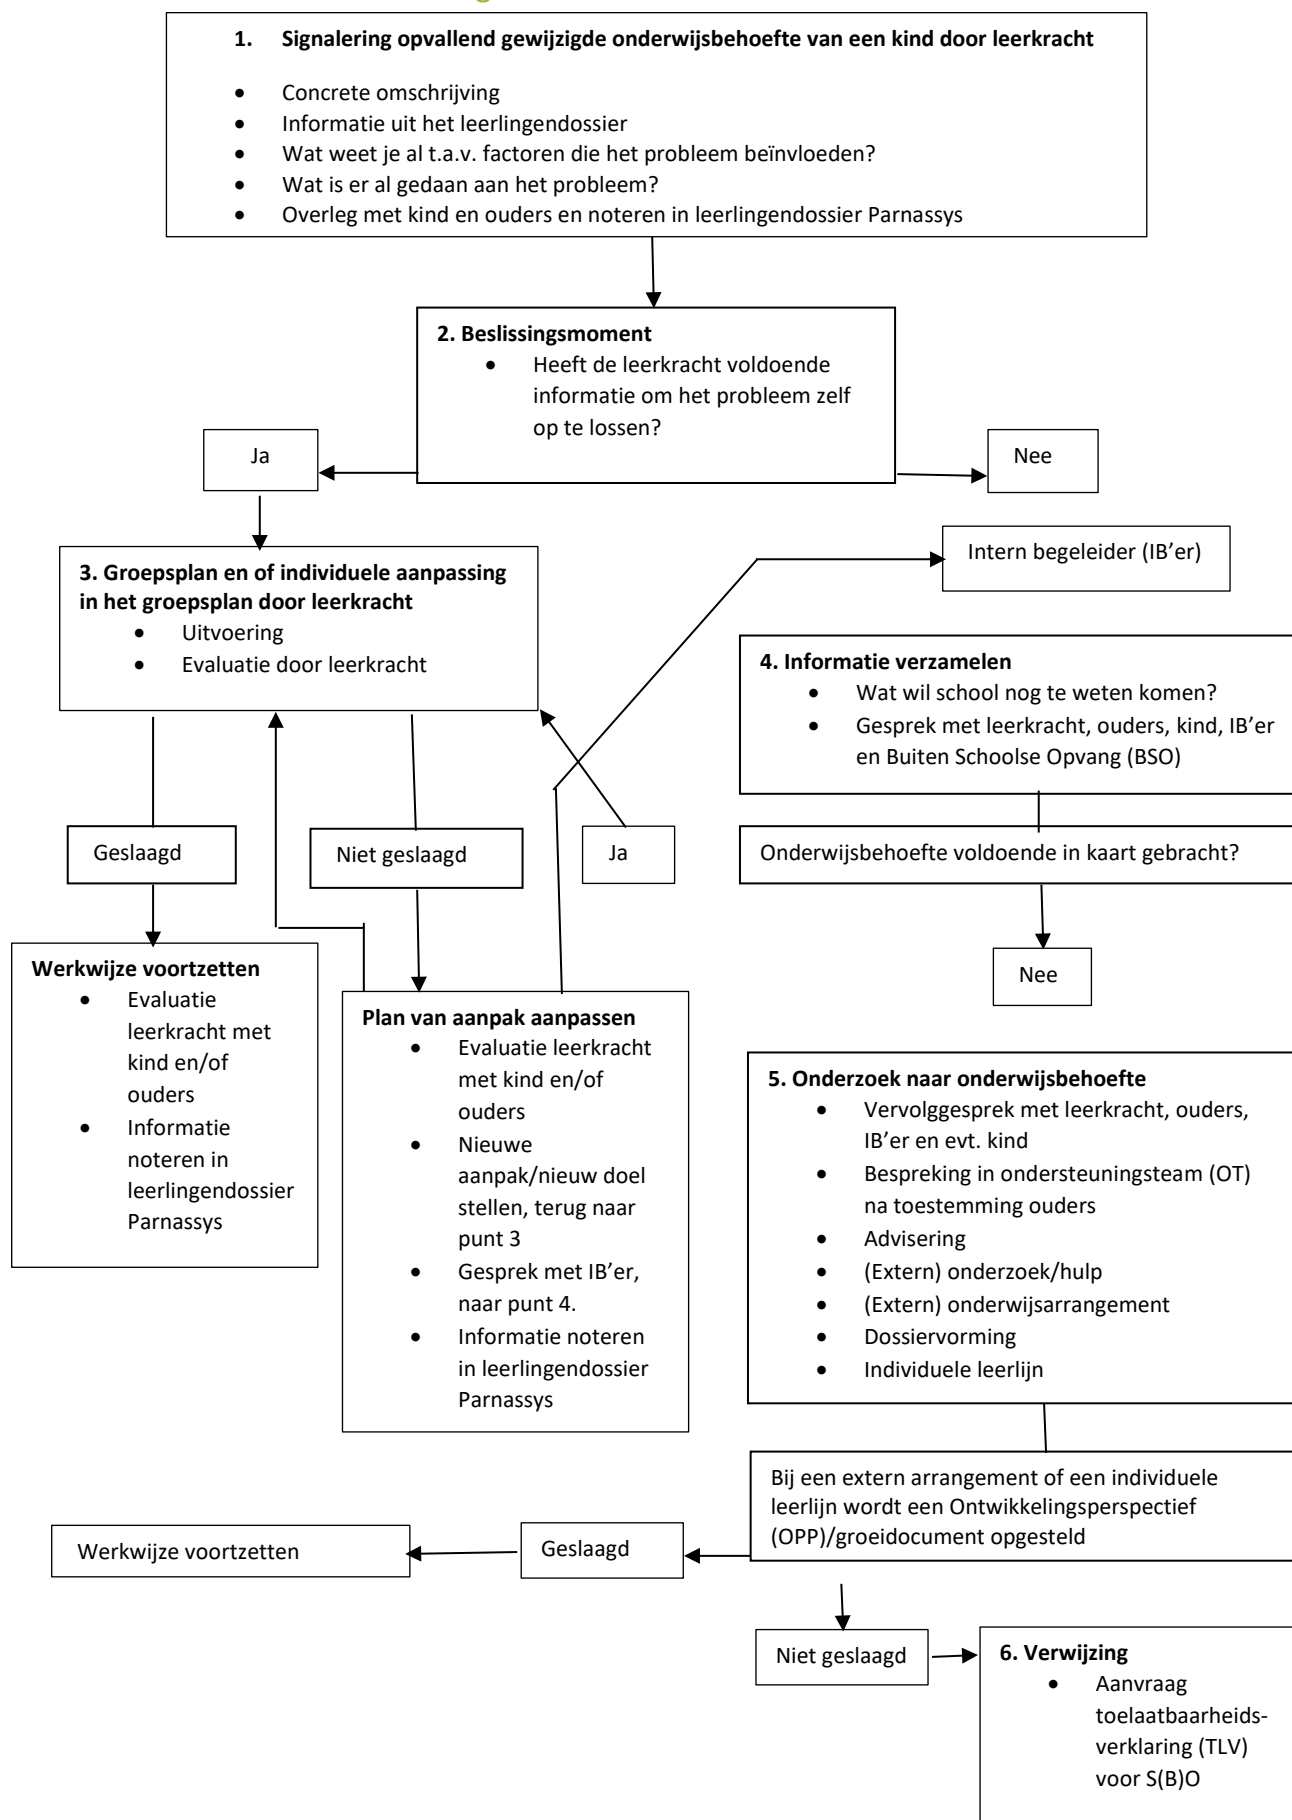 1. Signalering opvallend gewijzigde onderwijsbehoefte van een kind door leerkracht
• Concrete omschrijving
• Informatie uit het leerlingendossier
• Wat weet je al t.a.v. factoren die het probleem beïnvloeden?
• Wat is er al gedaan aan het probleem?
• Overleg met kind en ouders en noteren in leerlingendossier Parnassys
2. Beslissingsmoment
• Heeft de leerkracht voldoende
informatie om het probleem zelf
op te lossen?
Ja
Nee
Intern begeleider (IB'er)
3. Groepsplan en of individuele aanpassing
in het groepsplan door leerkracht
• Uitvoering
• Evaluatie door leerkracht
4. Informatie verzamelen
• Wat wil school nog te weten komen?
• Gesprek met leerkracht, ouders, kind, IB'er
en Buiten Schoolse Opvang (BSO)
Geslaagd
Niet geslaagd
Ja
Onderwijsbehoefte voldoende in kaart gebracht?
Nee
Werkwijze voortzetten
• Evaluatie
leerkracht met
kind en/of
ouders
• Informatie
noteren in
leerlingendossier
Parnassys
Plan van aanpak aanpassen
• Evaluatie leerkracht
met kind en/of
ouders
• Nieuwe
aanpak/nieuw doel
stellen, terug naar
punt 3
• Gesprek met IB'er,
naar punt 4.
• Informatie noteren
in leerlingendossier
Parnassys
5. Onderzoek naar onderwijsbehoefte
• Vervolggesprek met leerkracht, ouders,
IB'er en evt. kind
• Bespreking in ondersteuningsteam (OT)
na toestemming ouders
• Advisering
• (Extern) onderzoek/hulp
• (Extern) onderwijsarrangement
• Dossiervorming
• Individuele leerlijn
Bij een extern arrangement of een individuele
leerlijn wordt een Ontwikkelingsperspectief
(OPP)/groeidocument opgesteld
Werkwijze voortzetten
Geslaagd
Niet geslaagd
6. Verwijzing
• Aanvraag
toelaatbaarheids-
verklaring (TLV)
voor S(B)O